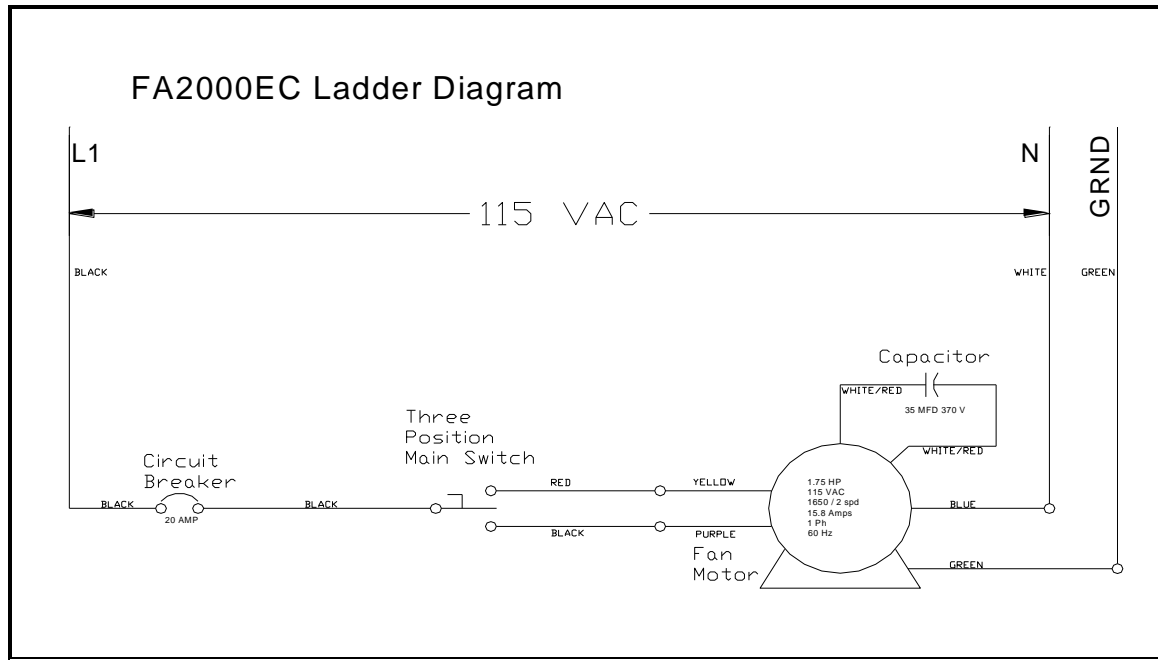 FA2000EC Ladder Diagram
L1
N
GRND
115 VAC
BLACK
WHITE
GREEN
Capacitor
WHITE/RED
35 MFD 370 V
WHITE/RED
Three
Position
Main Switch
Circuit
Breaker
BLACK
20 AMP
BLACK
RED
YELLOW
BLACK
PURPLE
1.75 HP
115 VAC
1650 / 2 spd
15.8 Amps
1 Ph
60 Hz
BLUE
Fan
Motor
GREEN